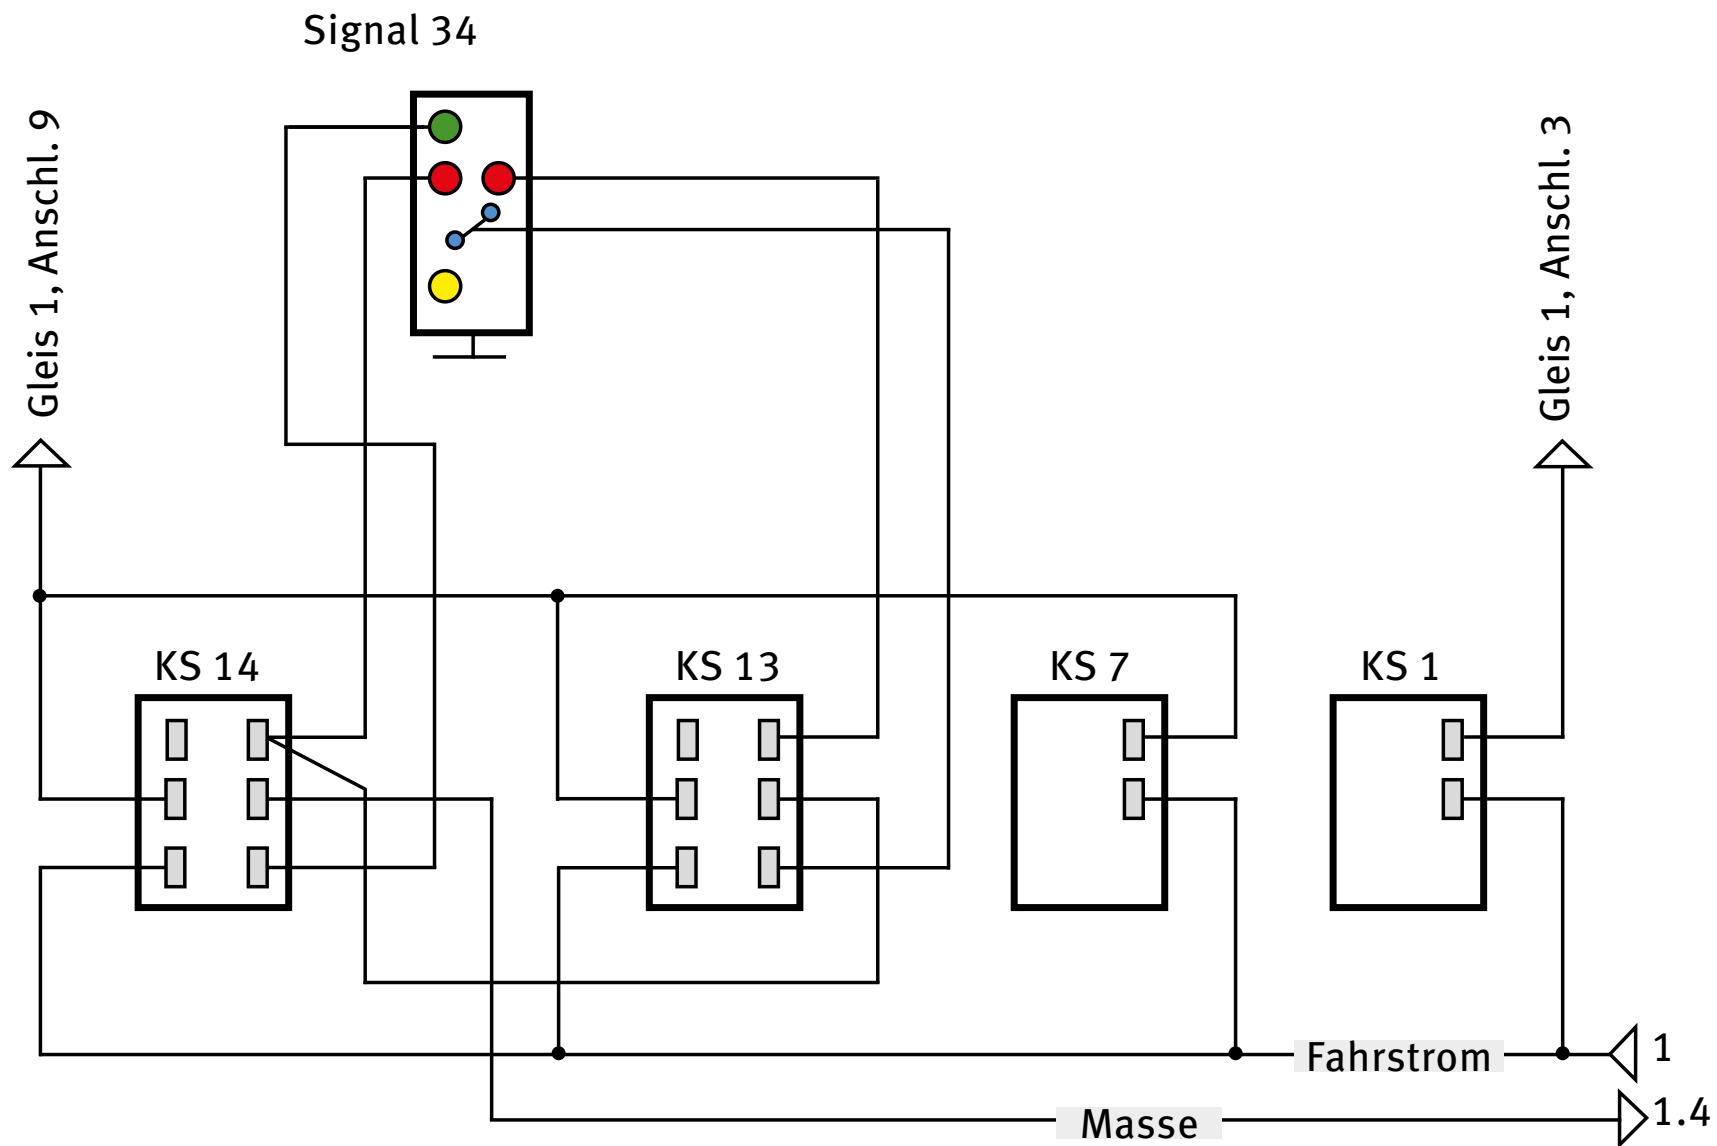 Signal 34
Gleis 1, Anschl. 9
Gleis 1, Anschl. 3
KS 14
KS 13
KS 7
KS 1
Fahrstrom
1
Masse
1.4